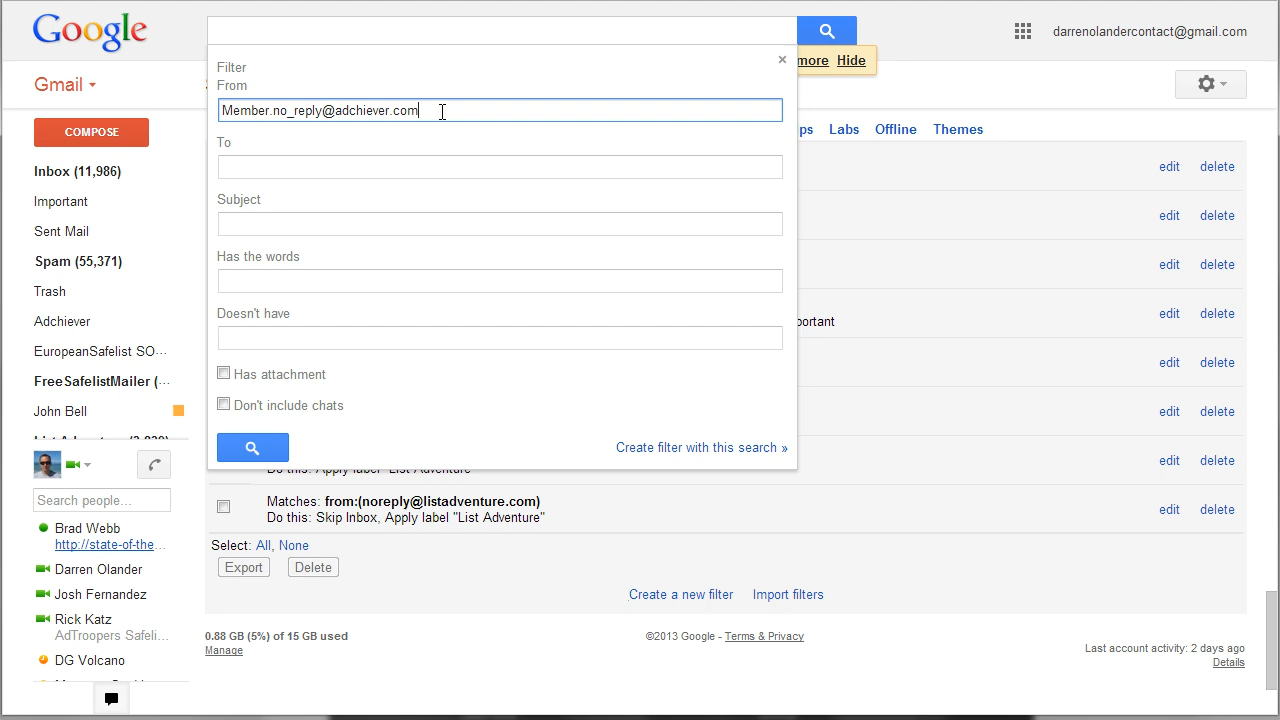 Google
darrenolandercontact@gmail.com
more Hide
Gmail
COMPOSE
Inbox (11,986)
Important
Sent Mail
Spam (55,371)
Trash
Adchiever
EuropeanSafelist SO...
FreeSafelistMailer (...
John Bell
Search people...
Brad Webb
http://state-of-the...
Darren Olander
Josh Fernandez
Rick Katz
AdTroopers Safeli...
DG Volcano
Filter
From
Member.no_reply@adchiever.com
To
Subject
Has the words
Doesn't have
Has attachment
Don't include chats
Create filter with this search »
ps Labs Offline Themes
edit delete
edit delete
edit delete
edit delete
portant
edit delete
edit delete
edit delete
Do this: Apply label "List Adventure"
Matches: from:(noreply@listadventure.com)
Do this: Skip Inbox, Apply label "List Adventure"
edit delete
Select: All, None
Export Delete
Create a new filter Import filters
0.88 GB (5%) of 15 GB used
Manage
©2013 Google - Terms & Privacy
Last account activity: 2 days ago
Details